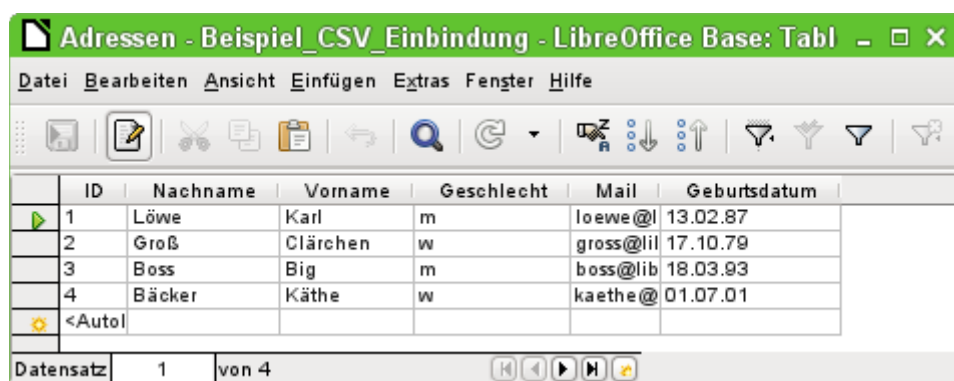 Adressen - Beispiel_CSV_Einbindung - LibreOffice Base: Tabl
Datei Bearbeiten Ansicht Einfügen Extras Fenster Hilfe
ID Nachname Vorname Geschlecht Mail Geburtsdatum
1 Löwe Karl m loewe@l 13.02.87
2 Groß Clärchen w gross@lil 17.10.79
3 Boss Big m boss@lib 18.03.93
4 Bäcker Käthe w kaethe@ 01.07.01
<Autol
Datensatz 1 von 4